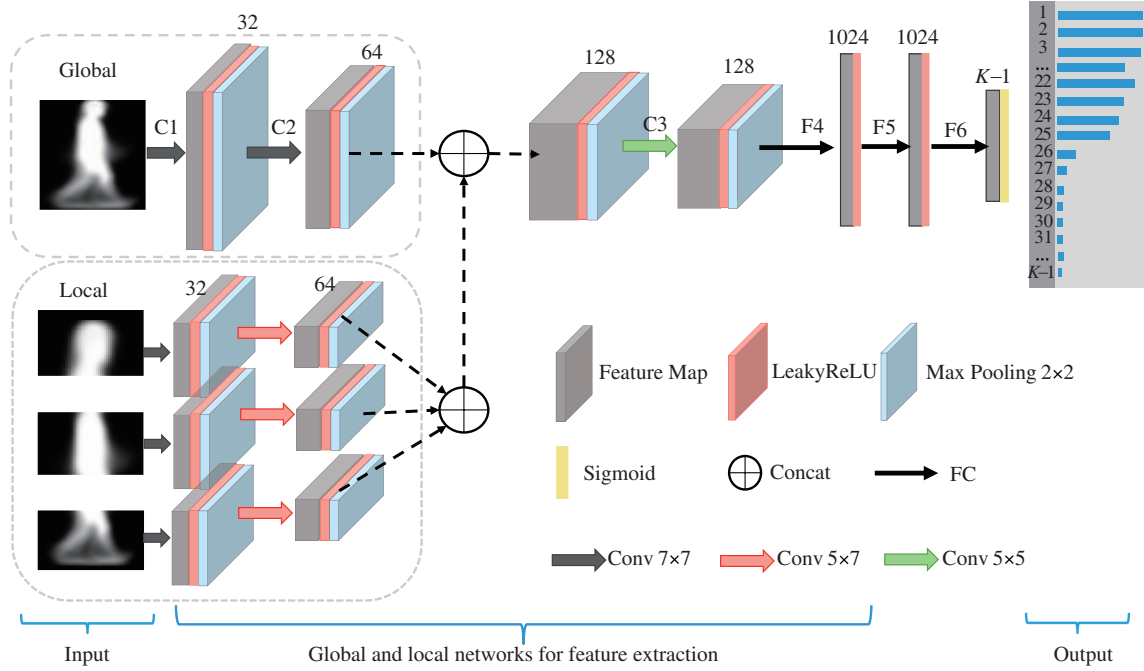 Global
32
64
C1
C2
128
128
C3
F4
1024
1024
F5
F6
K–1
1
2
3
...
22
23
24
25
26
27
28
29
30
31
...
K–1
Local
32
64
Feature Map
LeakyReLU
Max Pooling 2×2
Sigmoid
Concat
FC
Conv 7×7
Conv 5×7
Conv 5×5
Input
Global and local networks for feature extraction
Output